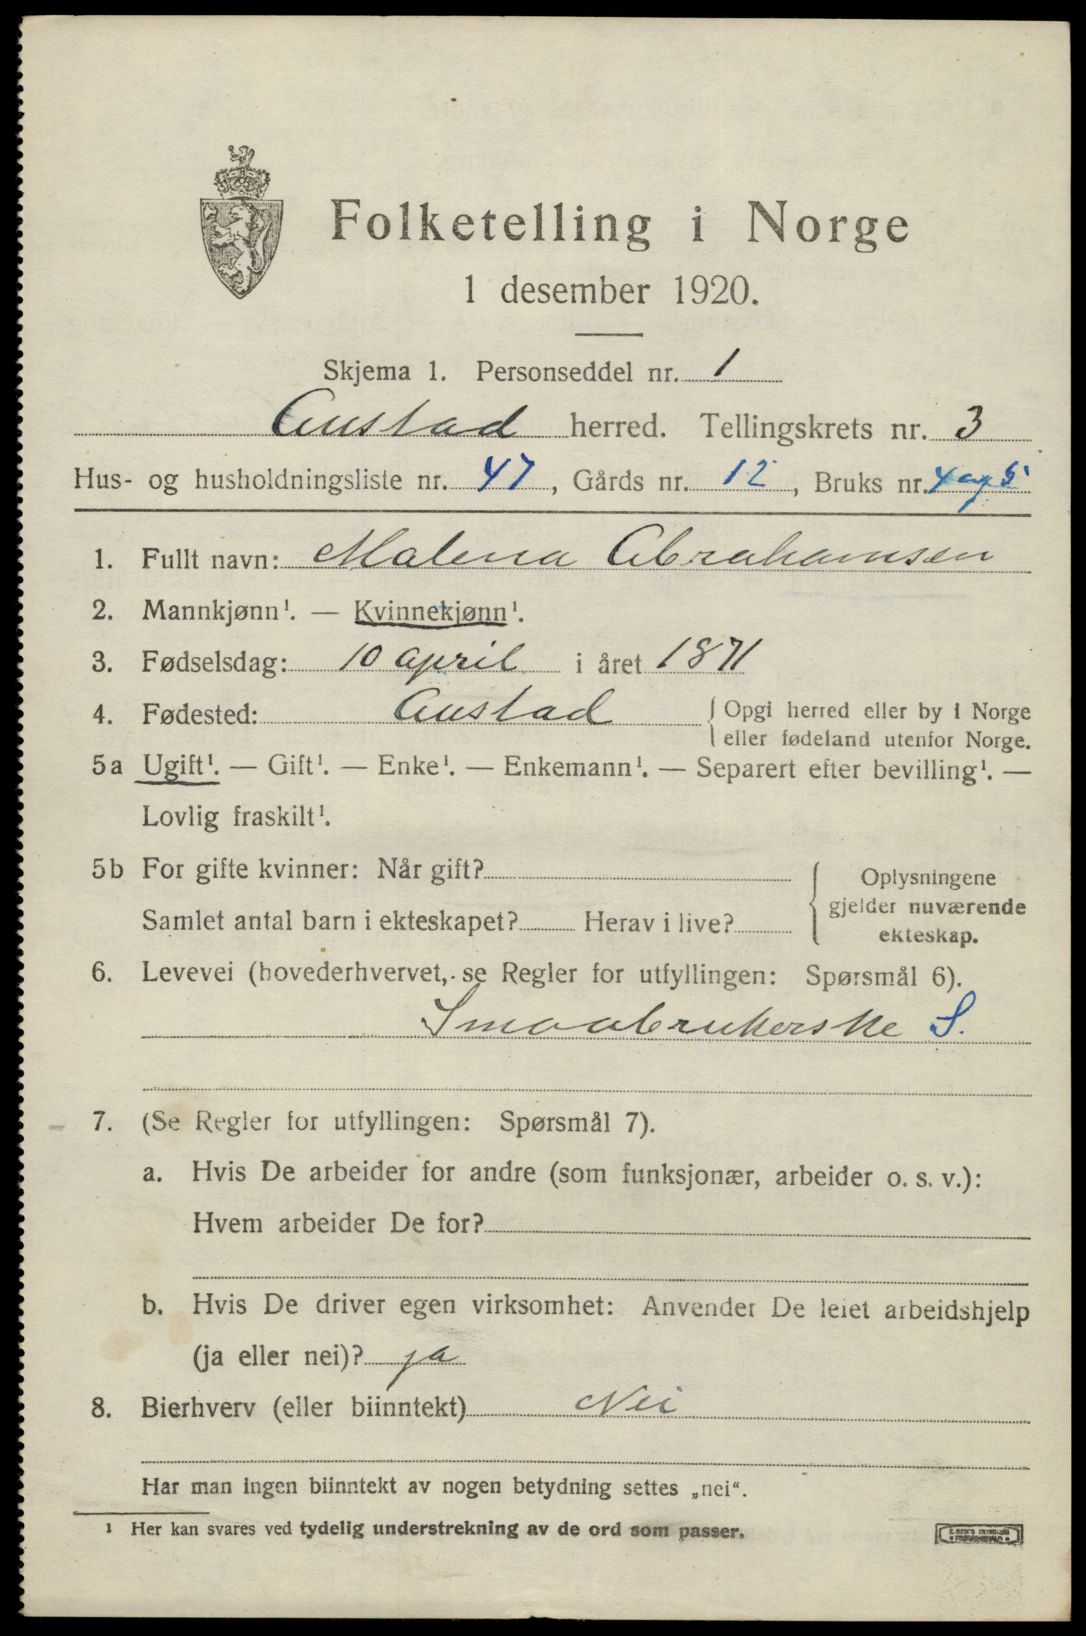 Folketelling i Norge
1 desember 1920.
Skjema 1. Personseddel nr. 1
Austad herred. Tellingskrets nr. 3
Hus- og husholdningsliste nr. 47, Gårds nr. 12, Bruks nr. 4 og 5
1. Fullt navn: Malena Abrahamsen
2. Mannkjønn¹. — Kvinnekjønn¹.
3. Fødselsdag: 10 april i året 1871
4. Fødested: Austad { Opgi herred eller by i Norge
eller fødeland utenfor Norge.
5a Ugift¹. — Gift¹. — Enke¹. — Enkemann¹. — Separert efter bevilling¹. —
Lovlig fraskilt¹.
5b For gifte kvinner: Når gift?
Samlet antal barn i ekteskapet? Herav i live?
{ Oplysningene
gjelder nuværende
ekteskap.
6. Levevei (hovederhvervet, se Regler for utfyllingen: Spørsmål 6).
Smaabrukerske S.
7. (Se Regler for utfyllingen: Spørsmål 7).
a. Hvis De arbeider for andre (som funksjonær, arbeider o. s. v.):
Hvem arbeider De for?
b. Hvis De driver egen virksomhet: Anvender De leiet arbeidshjelp
(ja eller nei)? ja
8. Bierhverv (eller biinntekt) Nei
Har man ingen biinntekt av nogen betydning settes „nei“.
¹ Her kan svares ved tydelig understrekning av de ord som passer.